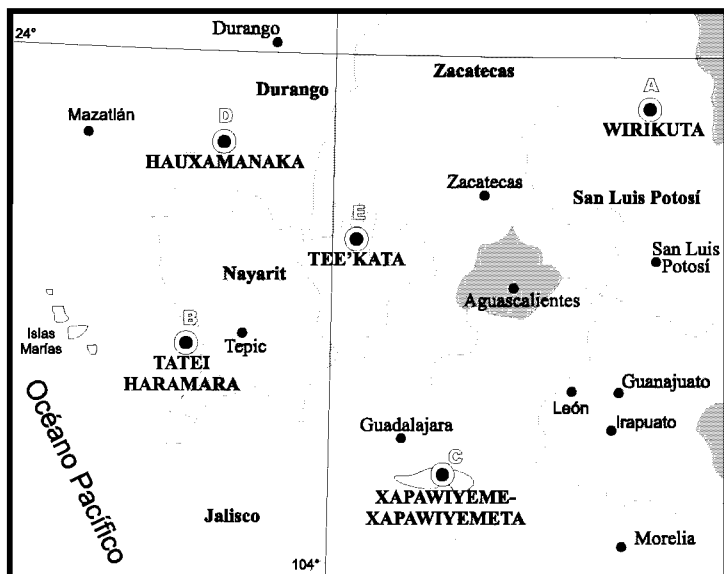 24°
Durango
Zacatecas
Durango
A
WIRIKUTA
Mazatlán
D
HAUXAMANAKA
Zacatecas
San Luis Potosí
E
TEE'KATA
San Luis
Potosí
Nayarit
Aguascalientes
Islas
Marías
B
Tepic
TATEI
HARAMARA
Guanajuato
León
Irapuato
Guadalajara
C
XAPAWIYEME-
XAPAWIYEMETA
Océano Pacífico
Jalisco
Morelia
104°